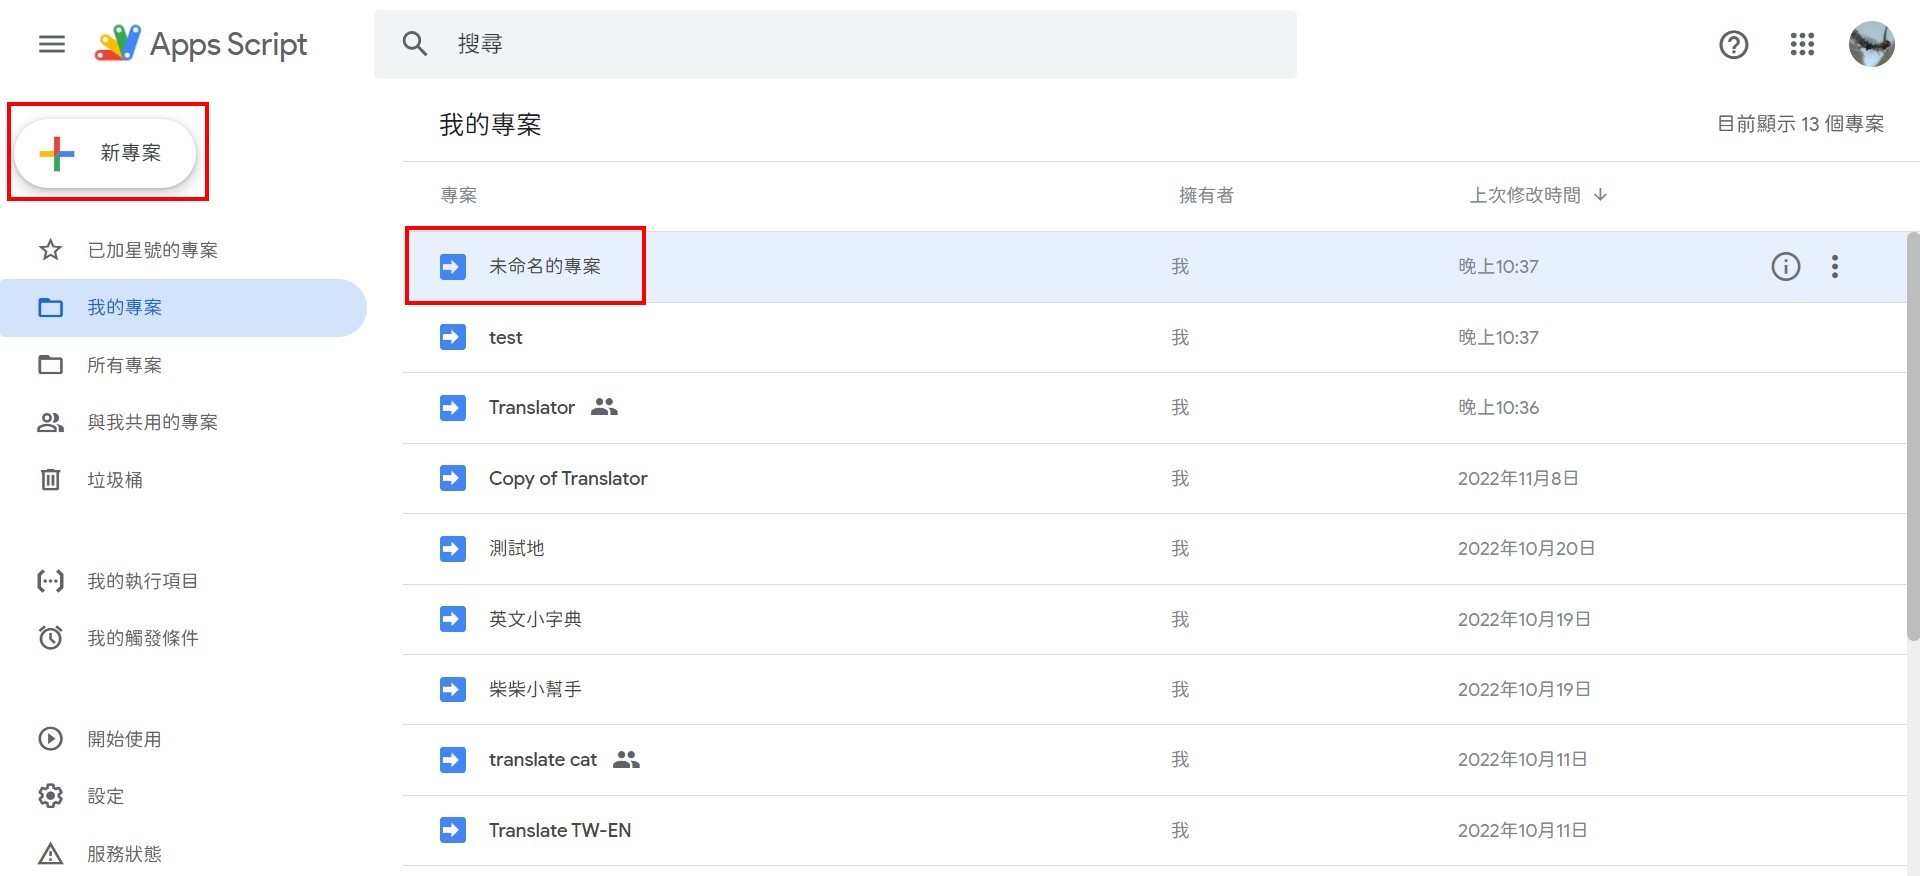 Apps Script
搜尋
新專案
已加星號的專案
我的專案
所有專案
與我共用的專案
垃圾桶
我的執行項目
我的觸發條件
開始使用
設定
服務狀態
我的專案
目前顯示 13 個專案
專案 擁有者 上次修改時間
未命名的專案 我 晚上10:37
test 我 晚上10:37
Translator 我 晚上10:36
Copy of Translator 我 2022年11月8日
測試地 我 2022年10月20日
英文小字典 我 2022年10月19日
柴柴小幫手 我 2022年10月19日
translate cat 我 2022年10月11日
Translate TW-EN 我 2022年10月11日